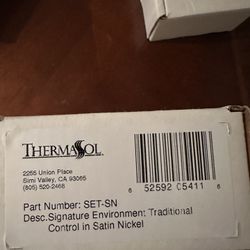 THERMASOL
2255 Union Place
Simi Valley, CA 93065
(805) 520-2468
6 52592 05411 6
Part Number: SET-SN
Desc.Signature Environment Traditional
Control in Satin Nickel